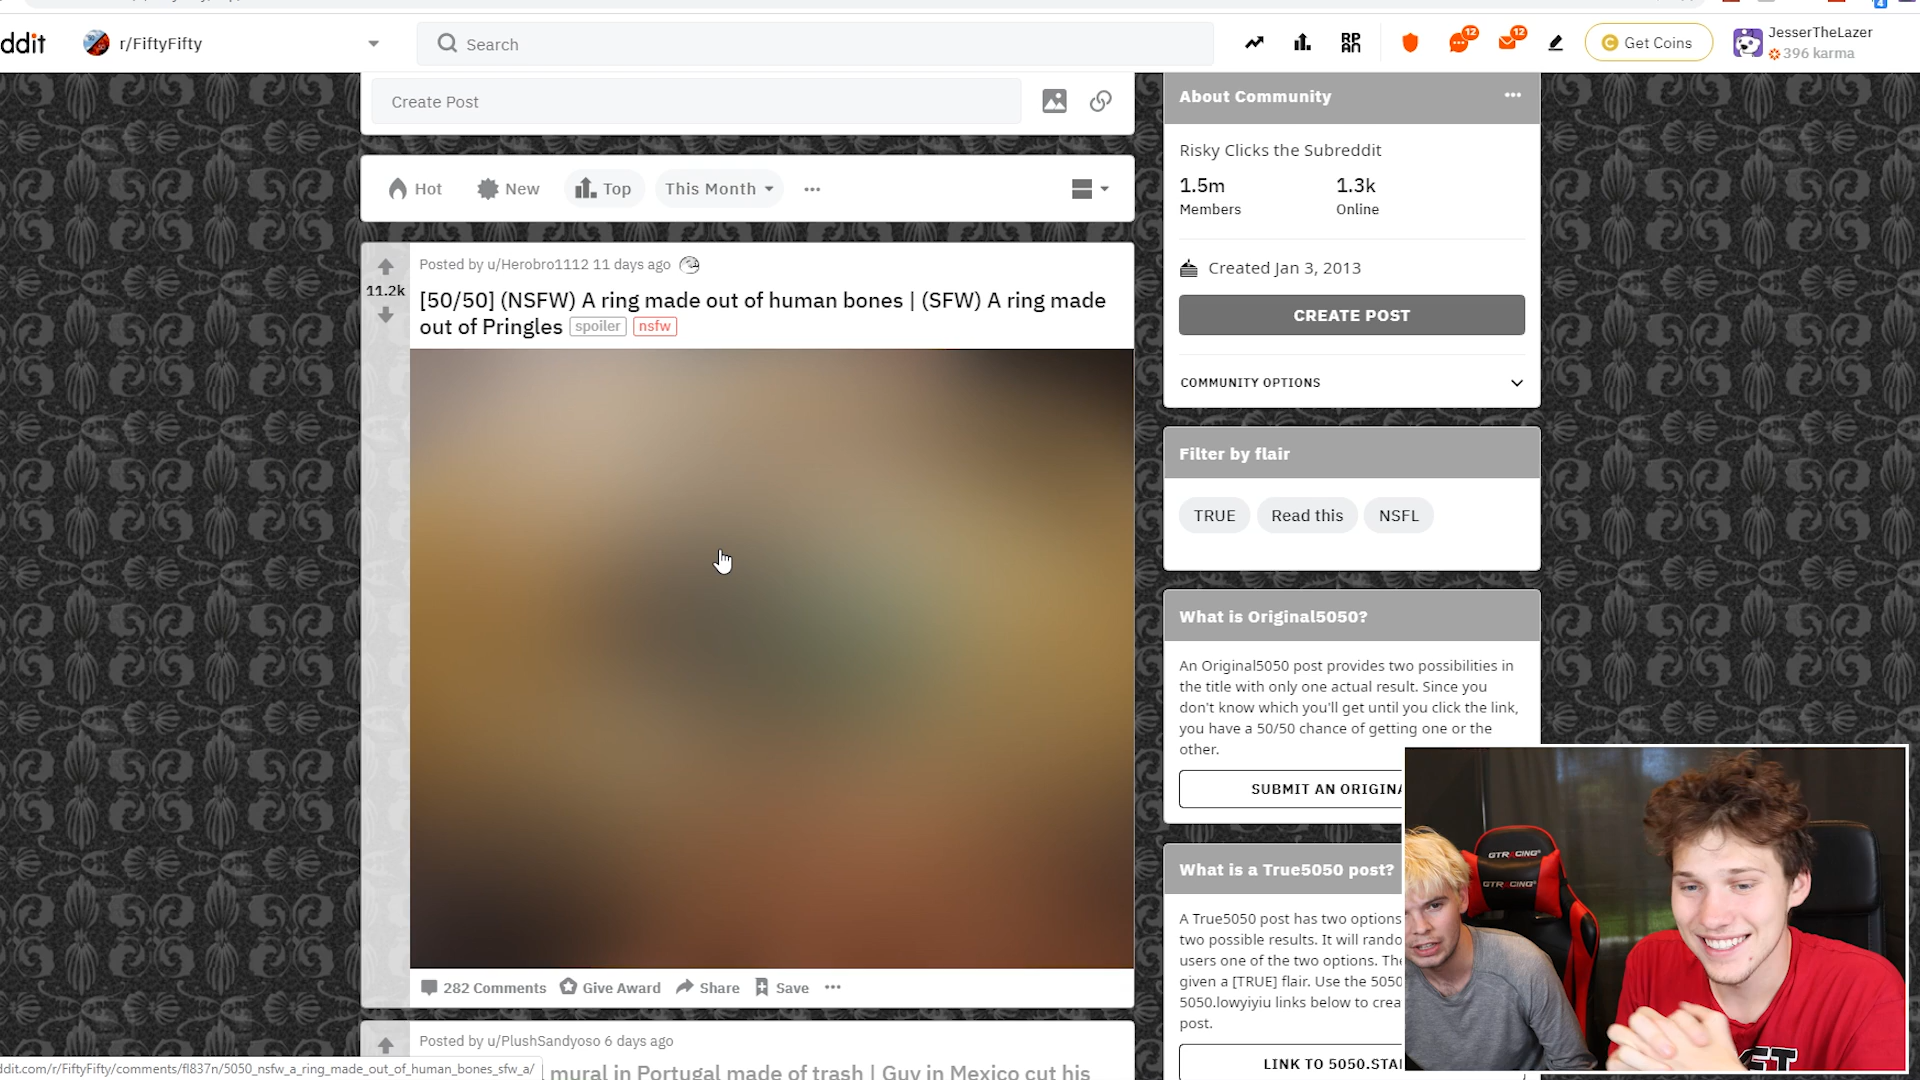 ddit
r/FiftyFifty
Search
RPAN
12
12
Get Coins
JesserTheLazer
396 karma
4
Create Post
Hot
New
Top
This Month
Posted by u/Herobro1112 11 days ago
11.2k
[50/50] (NSFW) A ring made out of human bones | (SFW) A ring made
out of Pringles spoiler nsfw
282 Comments
Give Award
Share
Save
Posted by u/PlushSandyoso 6 days ago
mural in Portugal made of trash | Guy in Mexico cut his
ddit.com/r/FiftyFifty/comments/fl837n/5050_nsfw_a_ring_made_out_of_human_bones_sfw_a/
About Community
Risky Clicks the Subreddit
1.5m
Members
1.3k
Online
Created Jan 3, 2013
CREATE POST
COMMUNITY OPTIONS
Filter by flair
TRUE
Read this
NSFL
What is Original5050?
An Original5050 post provides two possibilities in
the title with only one actual result. Since you
don't know which you'll get until you click the link,
you have a 50/50 chance of getting one or the
other.
SUBMIT AN ORIGINA
What is a True5050 post?
A True5050 post has two options
two possible results. It will rando
users one of the two options. Th
given a [TRUE] flair. Use the 5050
5050.lowyiyiu links below to crea
post.
LINK TO 5050.STA
GTRACING
GTRACING